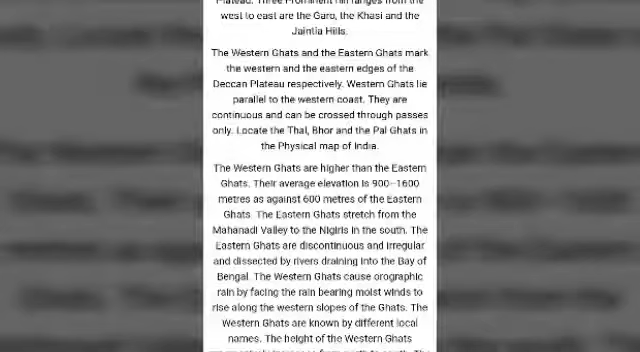 Plateau. Three Prominent hill ranges from the
west to east are the Garo, the Khasi and the
Jaintia Hills.
The Western Ghats and the Eastern Ghats mark
the western and the eastern edges of the
Deccan Plateau respectively. Western Ghats lie
parallel to the western coast. They are
continuous and can be crossed through passes
only. Locate the Thal, Bhor and the Pal Ghats in
the Physical map of India.
The Western Ghats are higher than the Eastern
Ghats. Their average elevation is 900–1600
metres as against 600 metres of the Eastern
Ghats. The Eastern Ghats stretch from the
Mahanadi Valley to the Nigiris in the south. The
Eastern Ghats are discontinuous and irregular
and dissected by rivers draining into the Bay of
Bengal. The Western Ghats cause orographic
rain by facing the rain bearing moist winds to
rise along the western slopes of the Ghats. The
Western Ghats are known by different local
names. The height of the Western Ghats